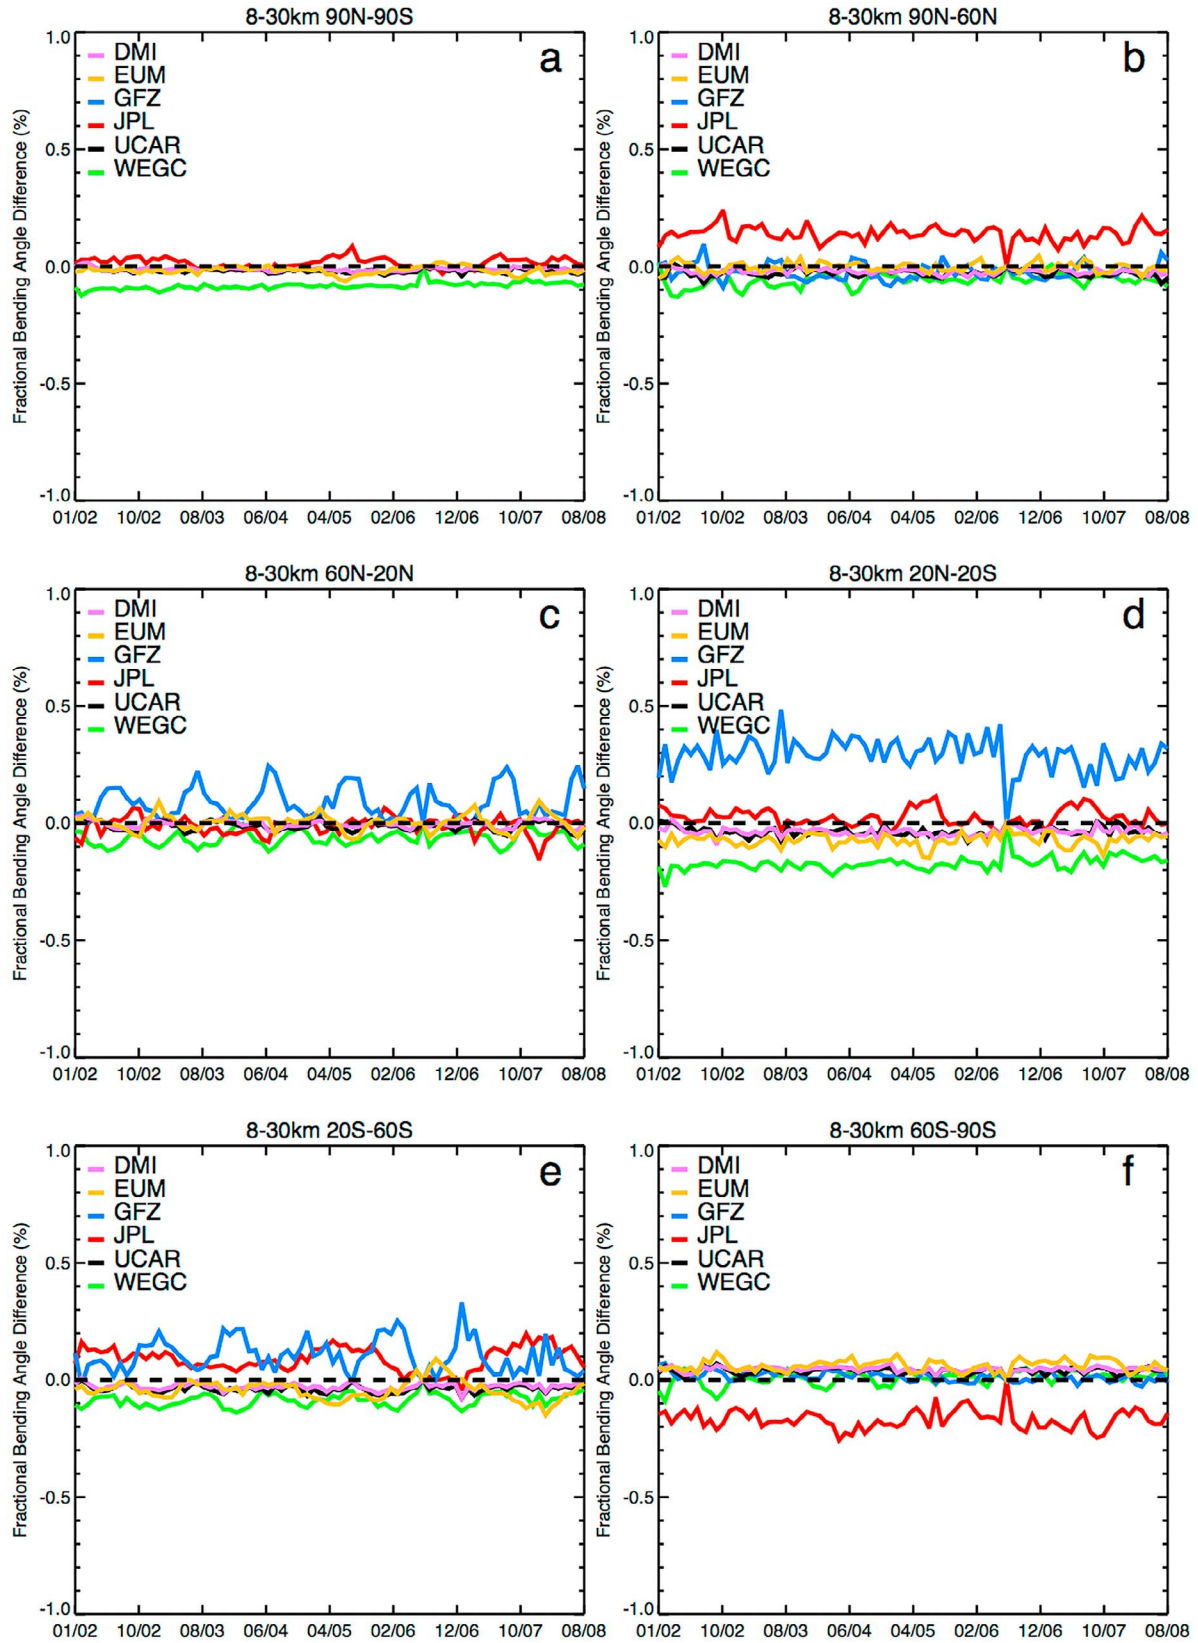 8-30km 90N-90S
a
1.0
0.5
0.0
-0.5
-1.0
Fractional Bending Angle Difference (%)
DMI
EUM
GFZ
JPL
UCAR
WEGC
01/02 10/02 08/03 06/04 04/05 02/06 12/06 10/07 08/08
8-30km 90N-60N
b
1.0
0.5
0.0
-0.5
-1.0
Fractional Bending Angle Difference (%)
DMI
EUM
GFZ
JPL
UCAR
WEGC
01/02 10/02 08/03 06/04 04/05 02/06 12/06 10/07 08/08
8-30km 60N-20N
c
1.0
0.5
0.0
-0.5
-1.0
Fractional Bending Angle Difference (%)
DMI
EUM
GFZ
JPL
UCAR
WEGC
01/02 10/02 08/03 06/04 04/05 02/06 12/06 10/07 08/08
8-30km 20N-20S
d
1.0
0.5
0.0
-0.5
-1.0
Fractional Bending Angle Difference (%)
DMI
EUM
GFZ
JPL
UCAR
WEGC
01/02 10/02 08/03 06/04 04/05 02/06 12/06 10/07 08/08
8-30km 20S-60S
e
1.0
0.5
0.0
-0.5
-1.0
Fractional Bending Angle Difference (%)
DMI
EUM
GFZ
JPL
UCAR
WEGC
01/02 10/02 08/03 06/04 04/05 02/06 12/06 10/07 08/08
8-30km 60S-90S
f
1.0
0.5
0.0
-0.5
-1.0
Fractional Bending Angle Difference (%)
DMI
EUM
GFZ
JPL
UCAR
WEGC
01/02 10/02 08/03 06/04 04/05 02/06 12/06 10/07 08/08